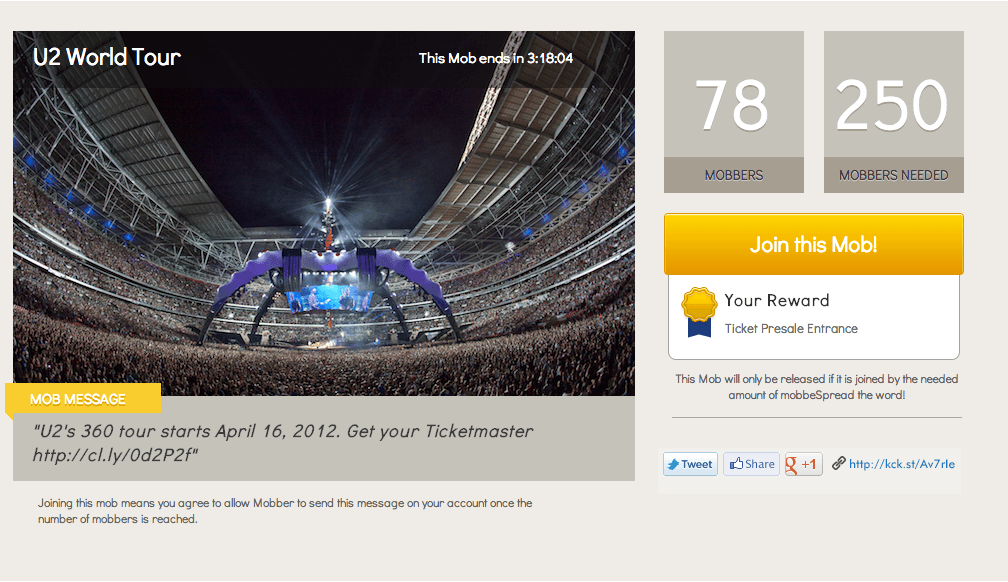 U2 World Tour
This Mob ends in 3:18:04
MOB MESSAGE
"U2's 360 tour starts April 16, 2012. Get your Ticketmaster
http://cl.ly/0d2P2f"
Joining this mob means you agree to allow Mobber to send this message on your account once the
number of mobbers is reached.
78
MOBBERS
250
MOBBERS NEEDED
Join this Mob!
Your Reward
Ticket Presale Entrance
This Mob will only be released if it is joined by the needed
amount of mobbeSpread the word!
Tweet
Share
g +1
http://kck.st/Av7rIe